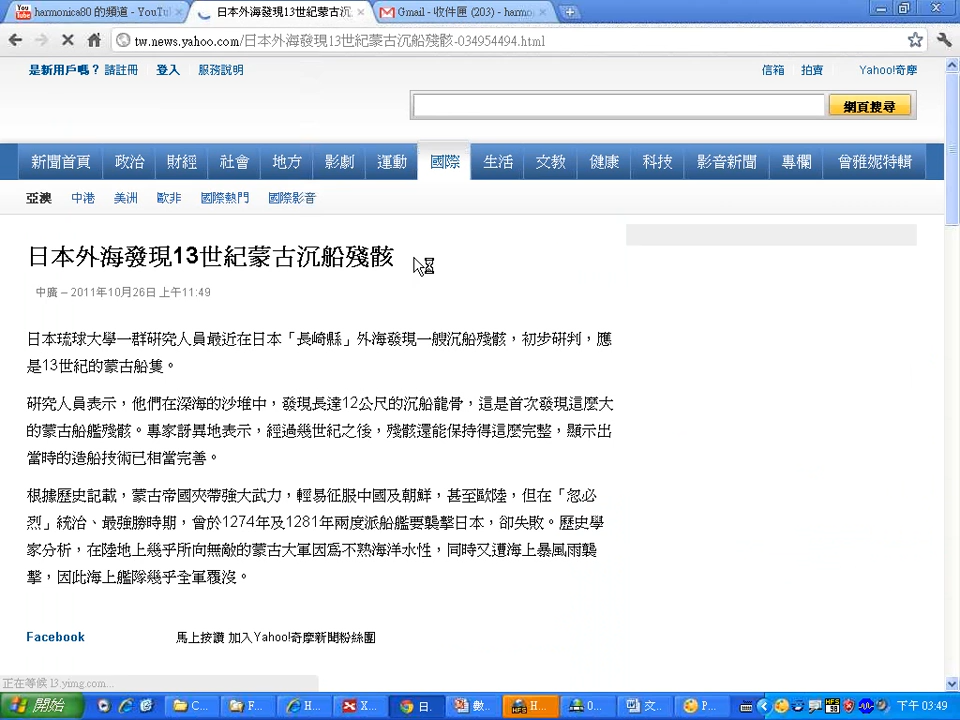 harmonica80 的頻道 - YouTu
日本外海發現13世紀蒙古沉
Gmail - 收件匣 (203) - harmo
tw.news.yahoo.com/日本外海發現13世紀蒙古沉船殘骸-034954494.html
是新用戶嗎？請註冊 登入 服務說明 信箱 拍賣 Yahoo!奇摩
網頁搜尋
新聞首頁 政治 財經 社會 地方 影劇 運動 國際 生活 文教 健康 科技 影音新聞 專欄 曾雅妮特輯
亞澳 中港 美洲 歐非 國際熱門 國際影音
日本外海發現13世紀蒙古沉船殘骸
中廣 – 2011年10月26日 上午11:49
日本琉球大學一群研究人員最近在日本「長崎縣」外海發現一艘沉船殘骸，初步研判，應
是13世紀的蒙古船隻。
研究人員表示，他們在深海的沙堆中，發現長達12公尺的沉船龍骨，這是首次發現這麼大
的蒙古船艦殘骸。專家訝異地表示，經過幾世紀之後，殘骸還能保持得這麼完整，顯示出
當時的造船技術已相當完善。
根據歷史記載，蒙古帝國夾帶強大武力，輕易征服中國及朝鮮，甚至歐陸，但在「忽必
烈」統治、最強勝時期，曾於1274年及1281年兩度派船艦要襲擊日本，卻失敗。歷史學
家分析，在陸地上幾乎所向無敵的蒙古大軍因為不熟海洋水性，同時又遭海上暴風雨襲
擊，因此海上艦隊幾乎全軍覆沒。
Facebook 馬上按讚 加入Yahoo!奇摩新聞粉絲團
正在等候 l3.yimg.com...
開始 C... F... H... X... 日. 數... H... 0... 文... P... 下午 03:49